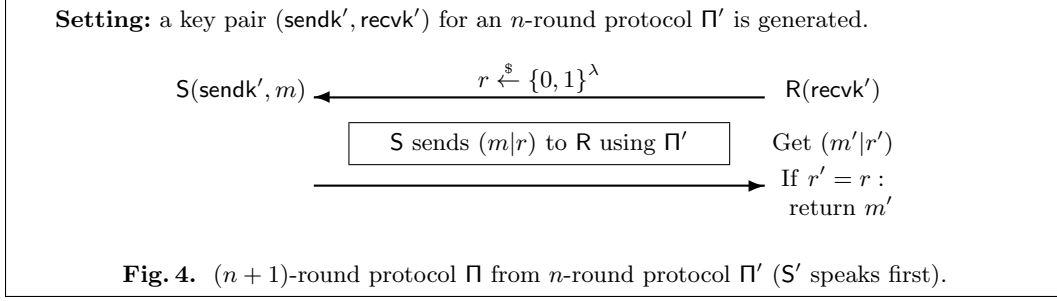 Setting: a key pair (sendk′, recvk′) for an n-round protocol Π′ is generated.
S(sendk′, m) r ←$ {0, 1}^λ R(recvk′)
S sends (m|r) to R using Π′ Get (m′|r′)
If r′ = r :
return m′
Fig. 4. (n + 1)-round protocol Π from n-round protocol Π′ (S′ speaks first).